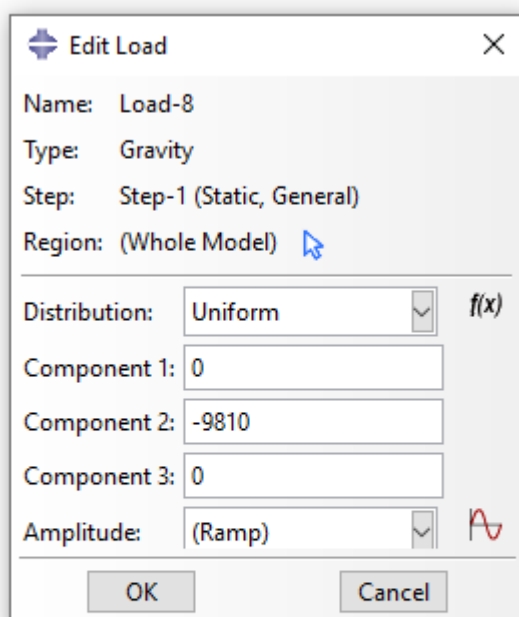 Edit Load
Name: Load-8
Type: Gravity
Step: Step-1 (Static, General)
Region: (Whole Model)
Distribution: Uniform f(x)
Component 1: 0
Component 2: -9810
Component 3: 0
Amplitude: (Ramp)
OK Cancel